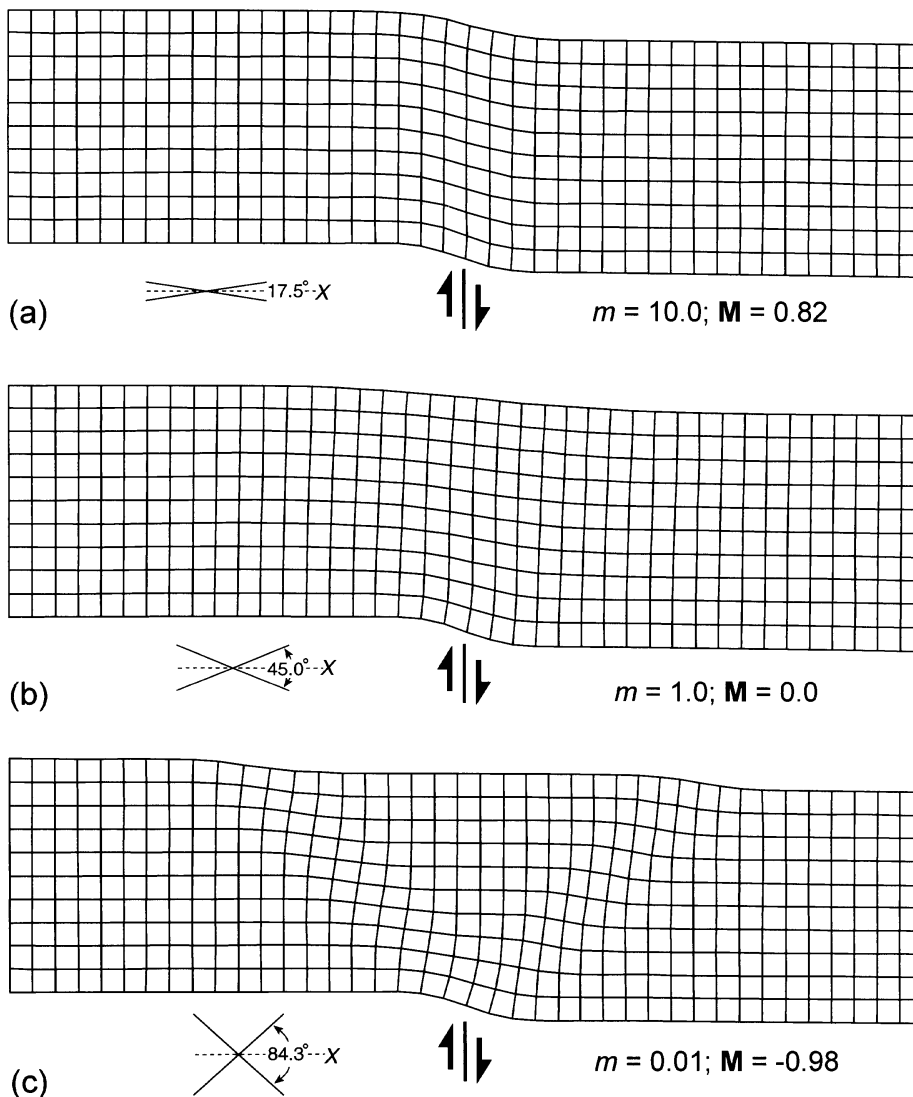 17.5° X
(a)
m = 10.0; M = 0.82
45.0° X
(b)
m = 1.0; M = 0.0
84.3° X
(c)
m = 0.01; M = -0.98